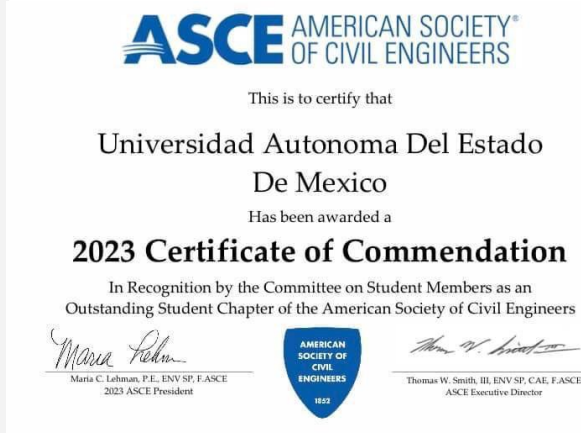 ASCE AMERICAN SOCIETY®
OF CIVIL ENGINEERS
This is to certify that
Universidad Autonoma Del Estado
De Mexico
Has been awarded a
2023 Certificate of Commendation
In Recognition by the Committee on Student Members as an
Outstanding Student Chapter of the American Society of Civil Engineers
Maria Lehm
Maria C. Lehman, P.E., ENV SP, F.ASCE
2023 ASCE President
AMERICAN
SOCIETY OF
CIVIL
ENGINEERS
1852
Thomas W. Smith, III, ENV SP, CAE, F.ASCE
ASCE Executive Director